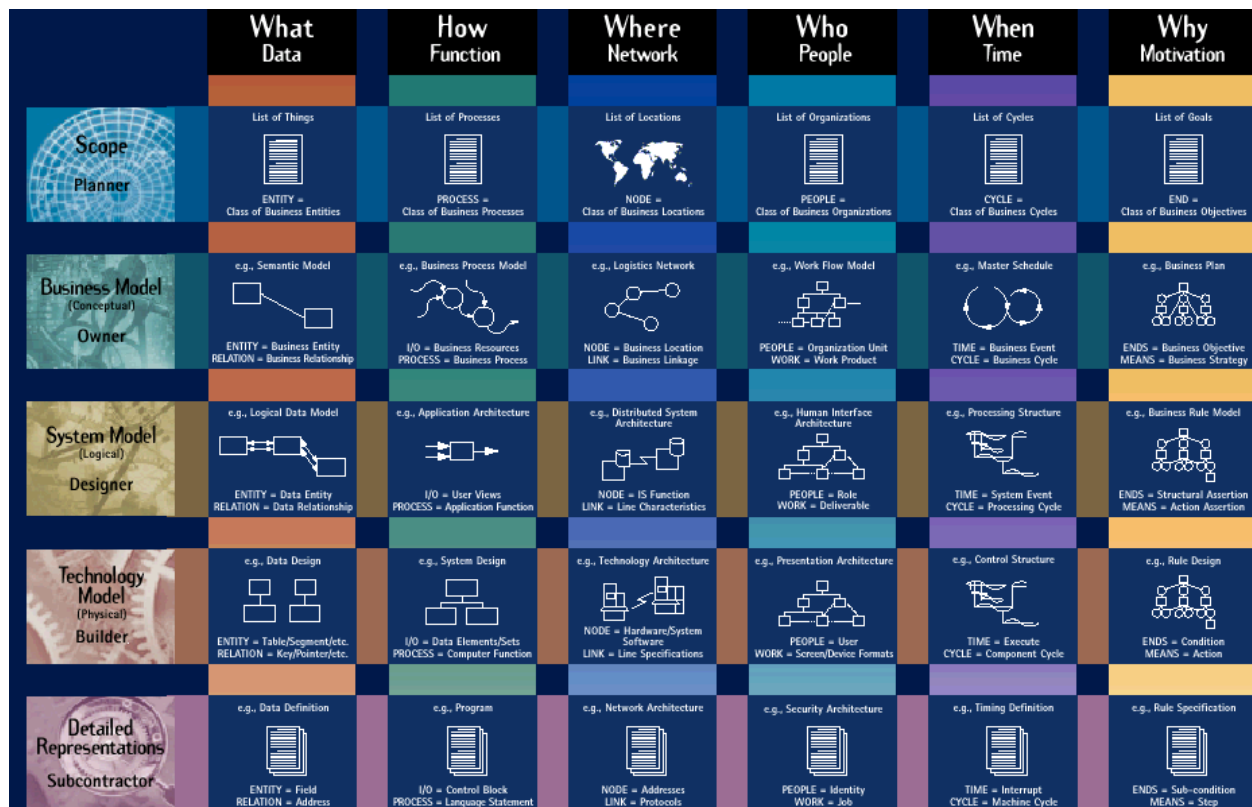 What
Data
How
Function
Where
Network
Who
People
When
Time
Why
Motivation
Scope
Planner
List of Things
ENTITY =
Class of Business Entities
List of Processes
PROCESS =
Class of Business Processes
List of Locations
NODE =
Class of Business Locations
List of Organizations
PEOPLE =
Class of Business Organizations
List of Cycles
CYCLE =
Class of Business Cycles
List of Goals
END =
Class of Business Objectives
Business Model
(Conceptual)
Owner
e.g., Semantic Model
ENTITY = Business Entity
RELATION = Business Relationship
e.g., Business Process Model
I/O = Business Resources
PROCESS = Business Process
e.g., Logistics Network
NODE = Business Location
LINK = Business Linkage
e.g., Work Flow Model
PEOPLE = Organization Unit
WORK = Work Product
e.g., Master Schedule
TIME = Business Event
CYCLE = Business Cycle
e.g., Business Plan
ENDS = Business Objective
MEANS = Business Strategy
System Model
(Logical)
Designer
e.g., Logical Data Model
ENTITY = Data Entity
RELATION = Data Relationship
e.g., Application Architecture
I/O = User Views
PROCESS = Application Function
e.g., Distributed System
Architecture
NODE = IS Function
LINK = Line Characteristics
e.g., Human Interface
Architecture
PEOPLE = Role
WORK = Deliverable
e.g., Processing Structure
TIME = System Event
CYCLE = Processing Cycle
e.g., Business Rule Model
ENDS = Structural Assertion
MEANS = Action Assertion
Technology
Model
(Physical)
Builder
e.g., Data Design
ENTITY = Table/Segment/etc.
RELATION = Key/Pointer/etc.
e.g., System Design
I/O = Data Elements/Sets
PROCESS = Computer Function
e.g., Technology Architecture
NODE = Hardware/System
Software
LINK = Line Specifications
e.g., Presentation Architecture
PEOPLE = User
WORK = Screen/Device Formats
e.g., Control Structure
TIME = Execute
CYCLE = Component Cycle
e.g., Rule Design
ENDS = Condition
MEANS = Action
Detailed
Representations
Subcontractor
e.g., Data Definition
ENTITY = Field
RELATION = Address
e.g., Program
I/O = Control Block
PROCESS = Language Statement
e.g., Network Architecture
NODE = Addresses
LINK = Protocols
e.g., Security Architecture
PEOPLE = Identity
WORK = Job
e.g., Timing Definition
TIME = Interrupt
CYCLE = Machine Cycle
e.g., Rule Specification
ENDS = Sub-condition
MEANS = Step